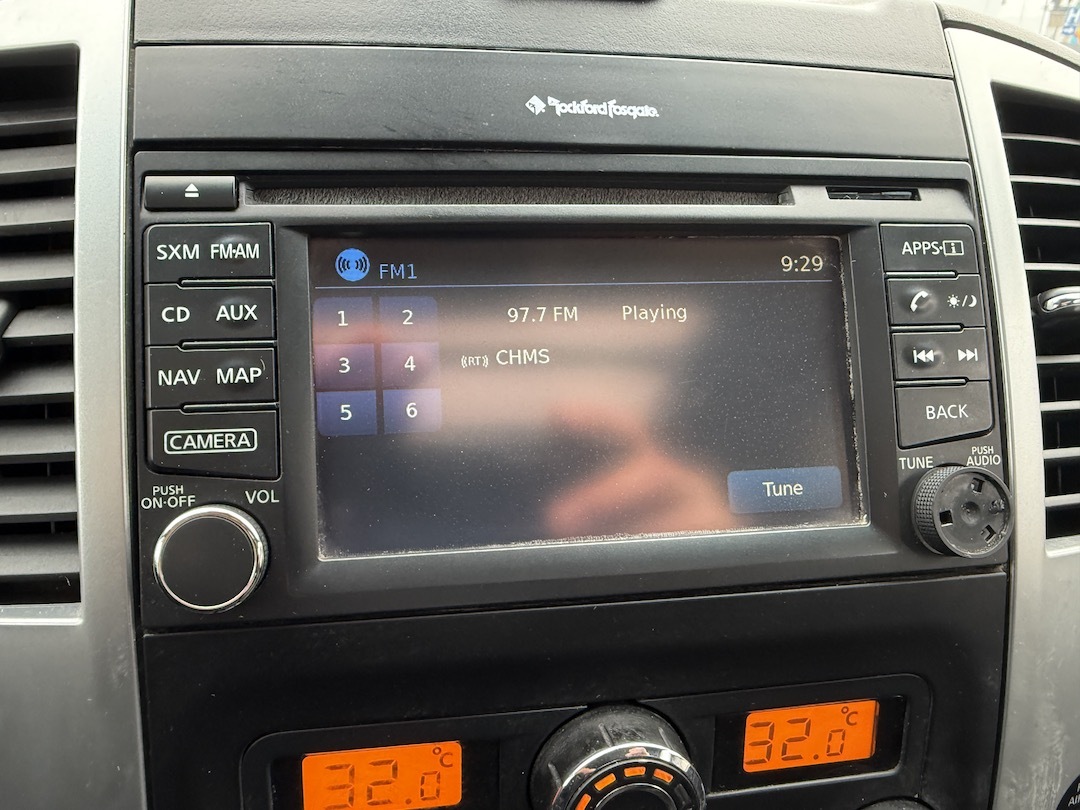 Rockford Fosgate
SXM FM·AM
CD AUX
NAV MAP
CAMERA
PUSH
ON·OFF
VOL
FM1
9:29
1 2
3 4
5 6
97.7 FM Playing
((RT)) CHMS
Tune
APPS·i
BACK
TUNE
PUSH
AUDIO
32.0°C
32.0°C